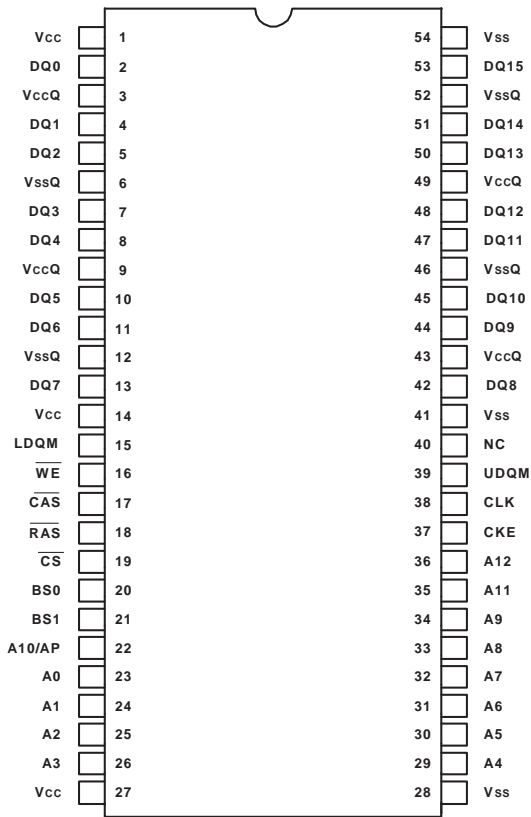 Vcc 1 54 Vss
DQ0 2 53 DQ15
VccQ 3 52 VssQ
DQ1 4 51 DQ14
DQ2 5 50 DQ13
VssQ 6 49 VccQ
DQ3 7 48 DQ12
DQ4 8 47 DQ11
VccQ 9 46 VssQ
DQ5 10 45 DQ10
DQ6 11 44 DQ9
VssQ 12 43 VccQ
DQ7 13 42 DQ8
Vcc 14 41 Vss
LDQM 15 40 NC
WE 16 39 UDQM
CAS 17 38 CLK
RAS 18 37 CKE
CS 19 36 A12
BS0 20 35 A11
BS1 21 34 A9
A10/AP 22 33 A8
A0 23 32 A7
A1 24 31 A6
A2 25 30 A5
A3 26 29 A4
Vcc 27 28 Vss